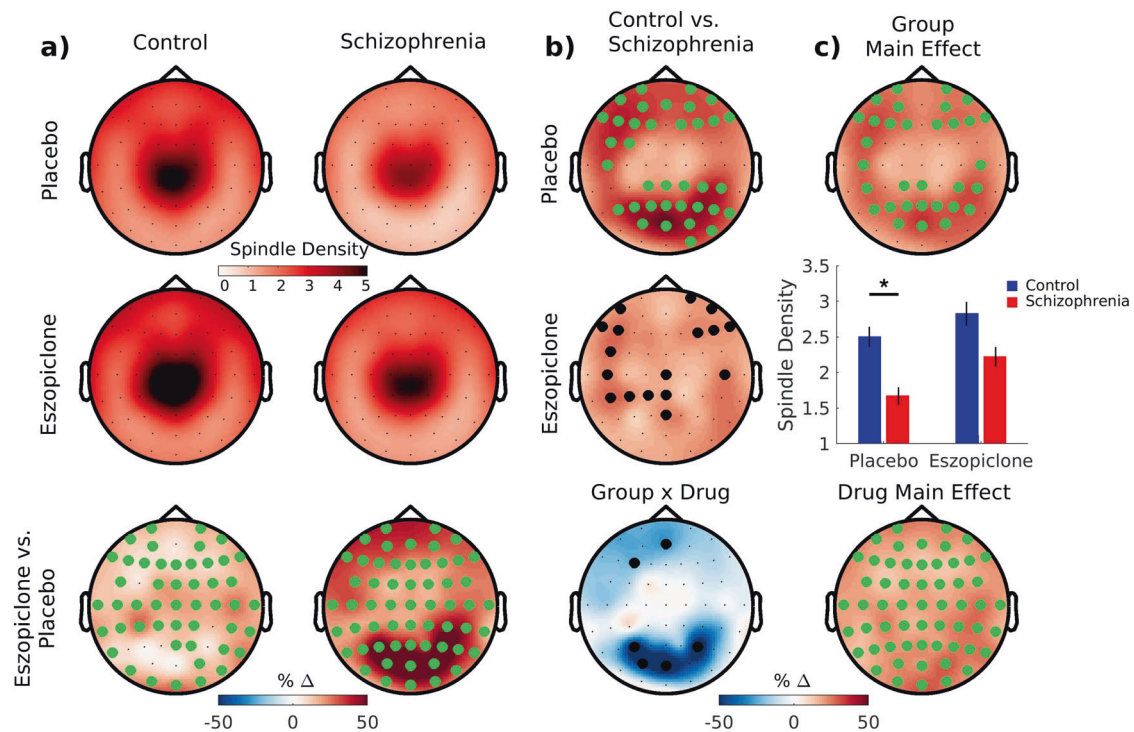 a)
Control
Schizophrenia
b)
Control vs.
Schizophrenia
c)
Group
Main Effect
Placebo
Placebo
Spindle Density
0 1 2 3 4 5
Eszopiclone
Eszopiclone
Spindle Density
3.5
3
2.5
2
1.5
1
*
Control
Schizophrenia
Placebo
Eszopiclone
Eszopiclone vs.
Placebo
Group x Drug
Drug Main Effect
% Δ
-50 0 50
% Δ
-50 0 50